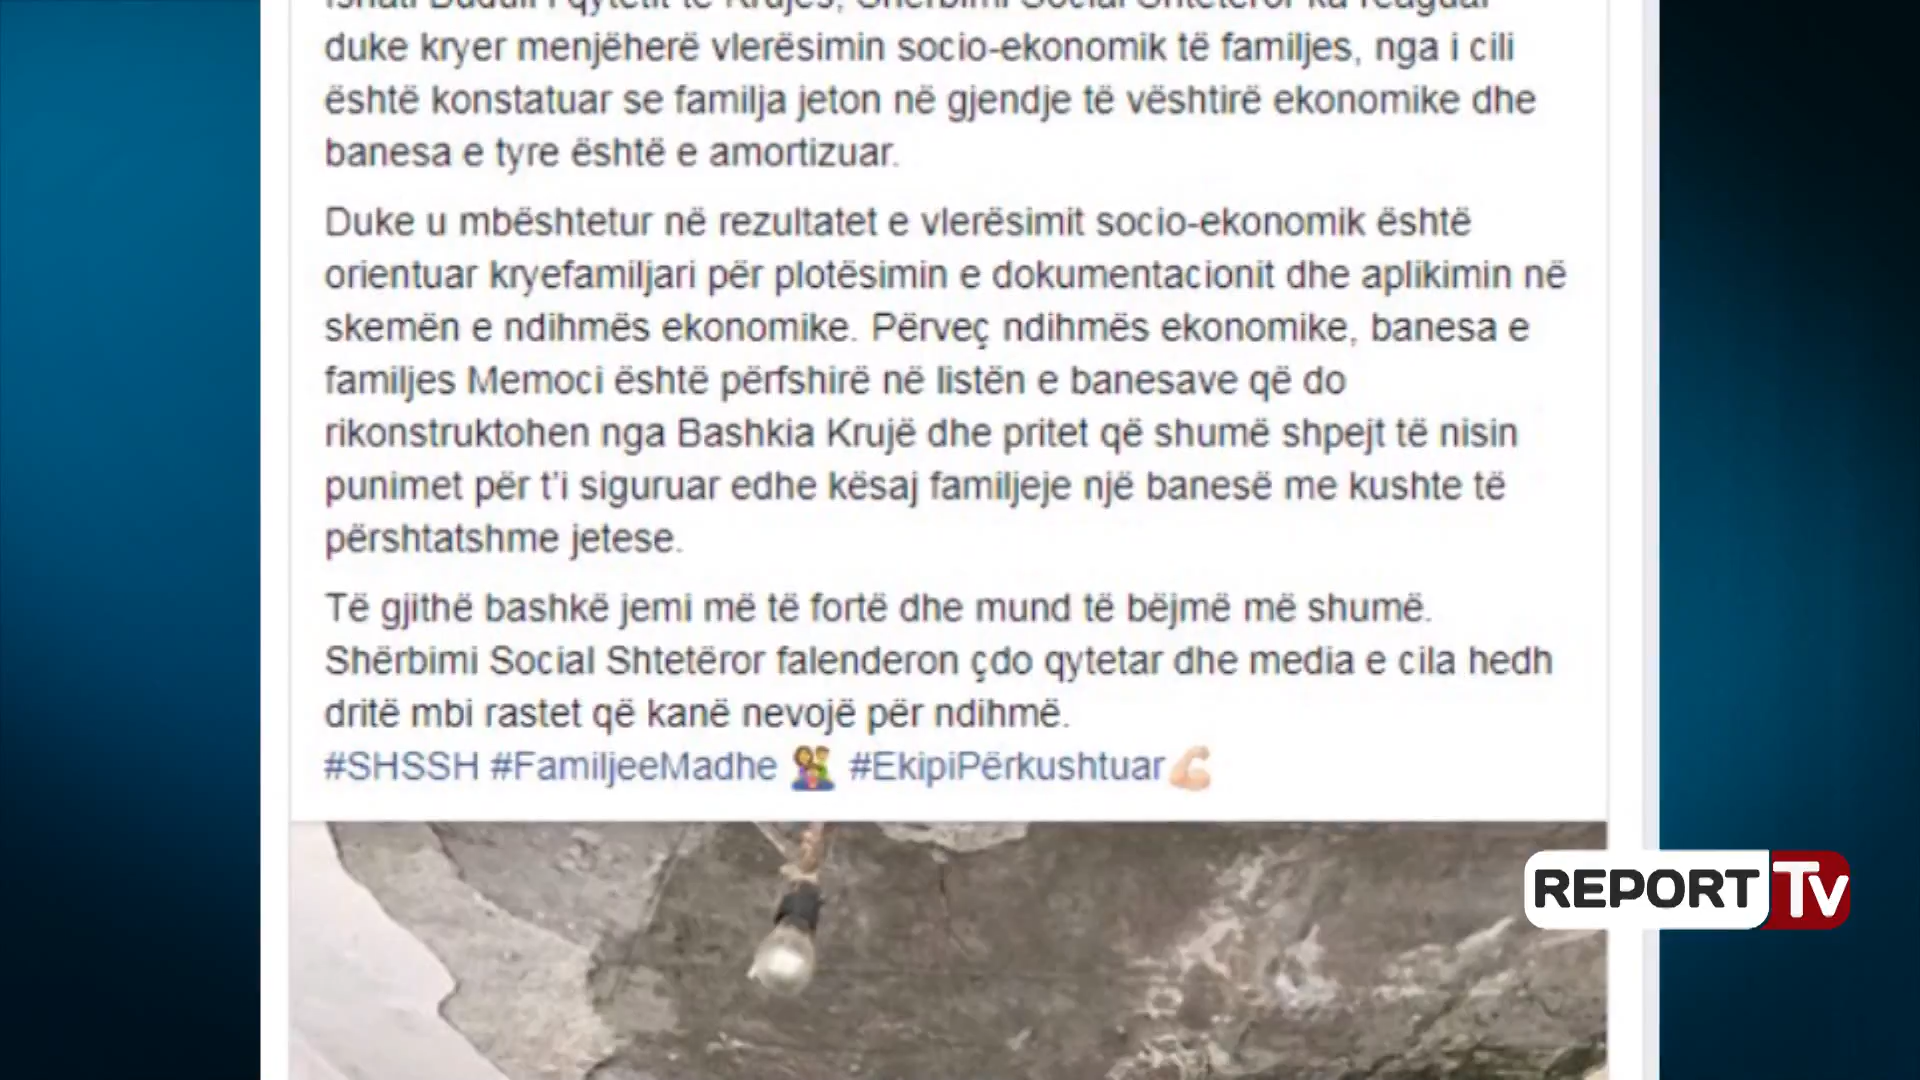 duke kryer menjëherë vlerësimin socio-ekonomik të familjes, nga i cili
është konstatuar se familja jeton në gjendje të vështirë ekonomike dhe
banesa e tyre është e amortizuar.
Duke u mbështetur në rezultatet e vlerësimit socio-ekonomik është
orientuar kryefamiljari për plotësimin e dokumentacionit dhe aplikimin në
skemën e ndihmës ekonomike. Përveç ndihmës ekonomike, banesa e
familjes Memoci është përfshirë në listën e banesave që do
rikonstruktohen nga Bashkia Krujë dhe pritet që shumë shpejt të nisin
punimet për t'i siguruar edhe kësaj familjeje një banesë me kushte të
përshtatshme jetese.
Të gjithë bashkë jemi më të fortë dhe mund të bëjmë më shumë.
Shërbimi Social Shtetëror falenderon çdo qytetar dhe media e cila hedh
dritë mbi rastet që kanë nevojë për ndihmë.
#SHSSH #FamiljeeMadhe #EkipiPërkushtuar
REPORT TV